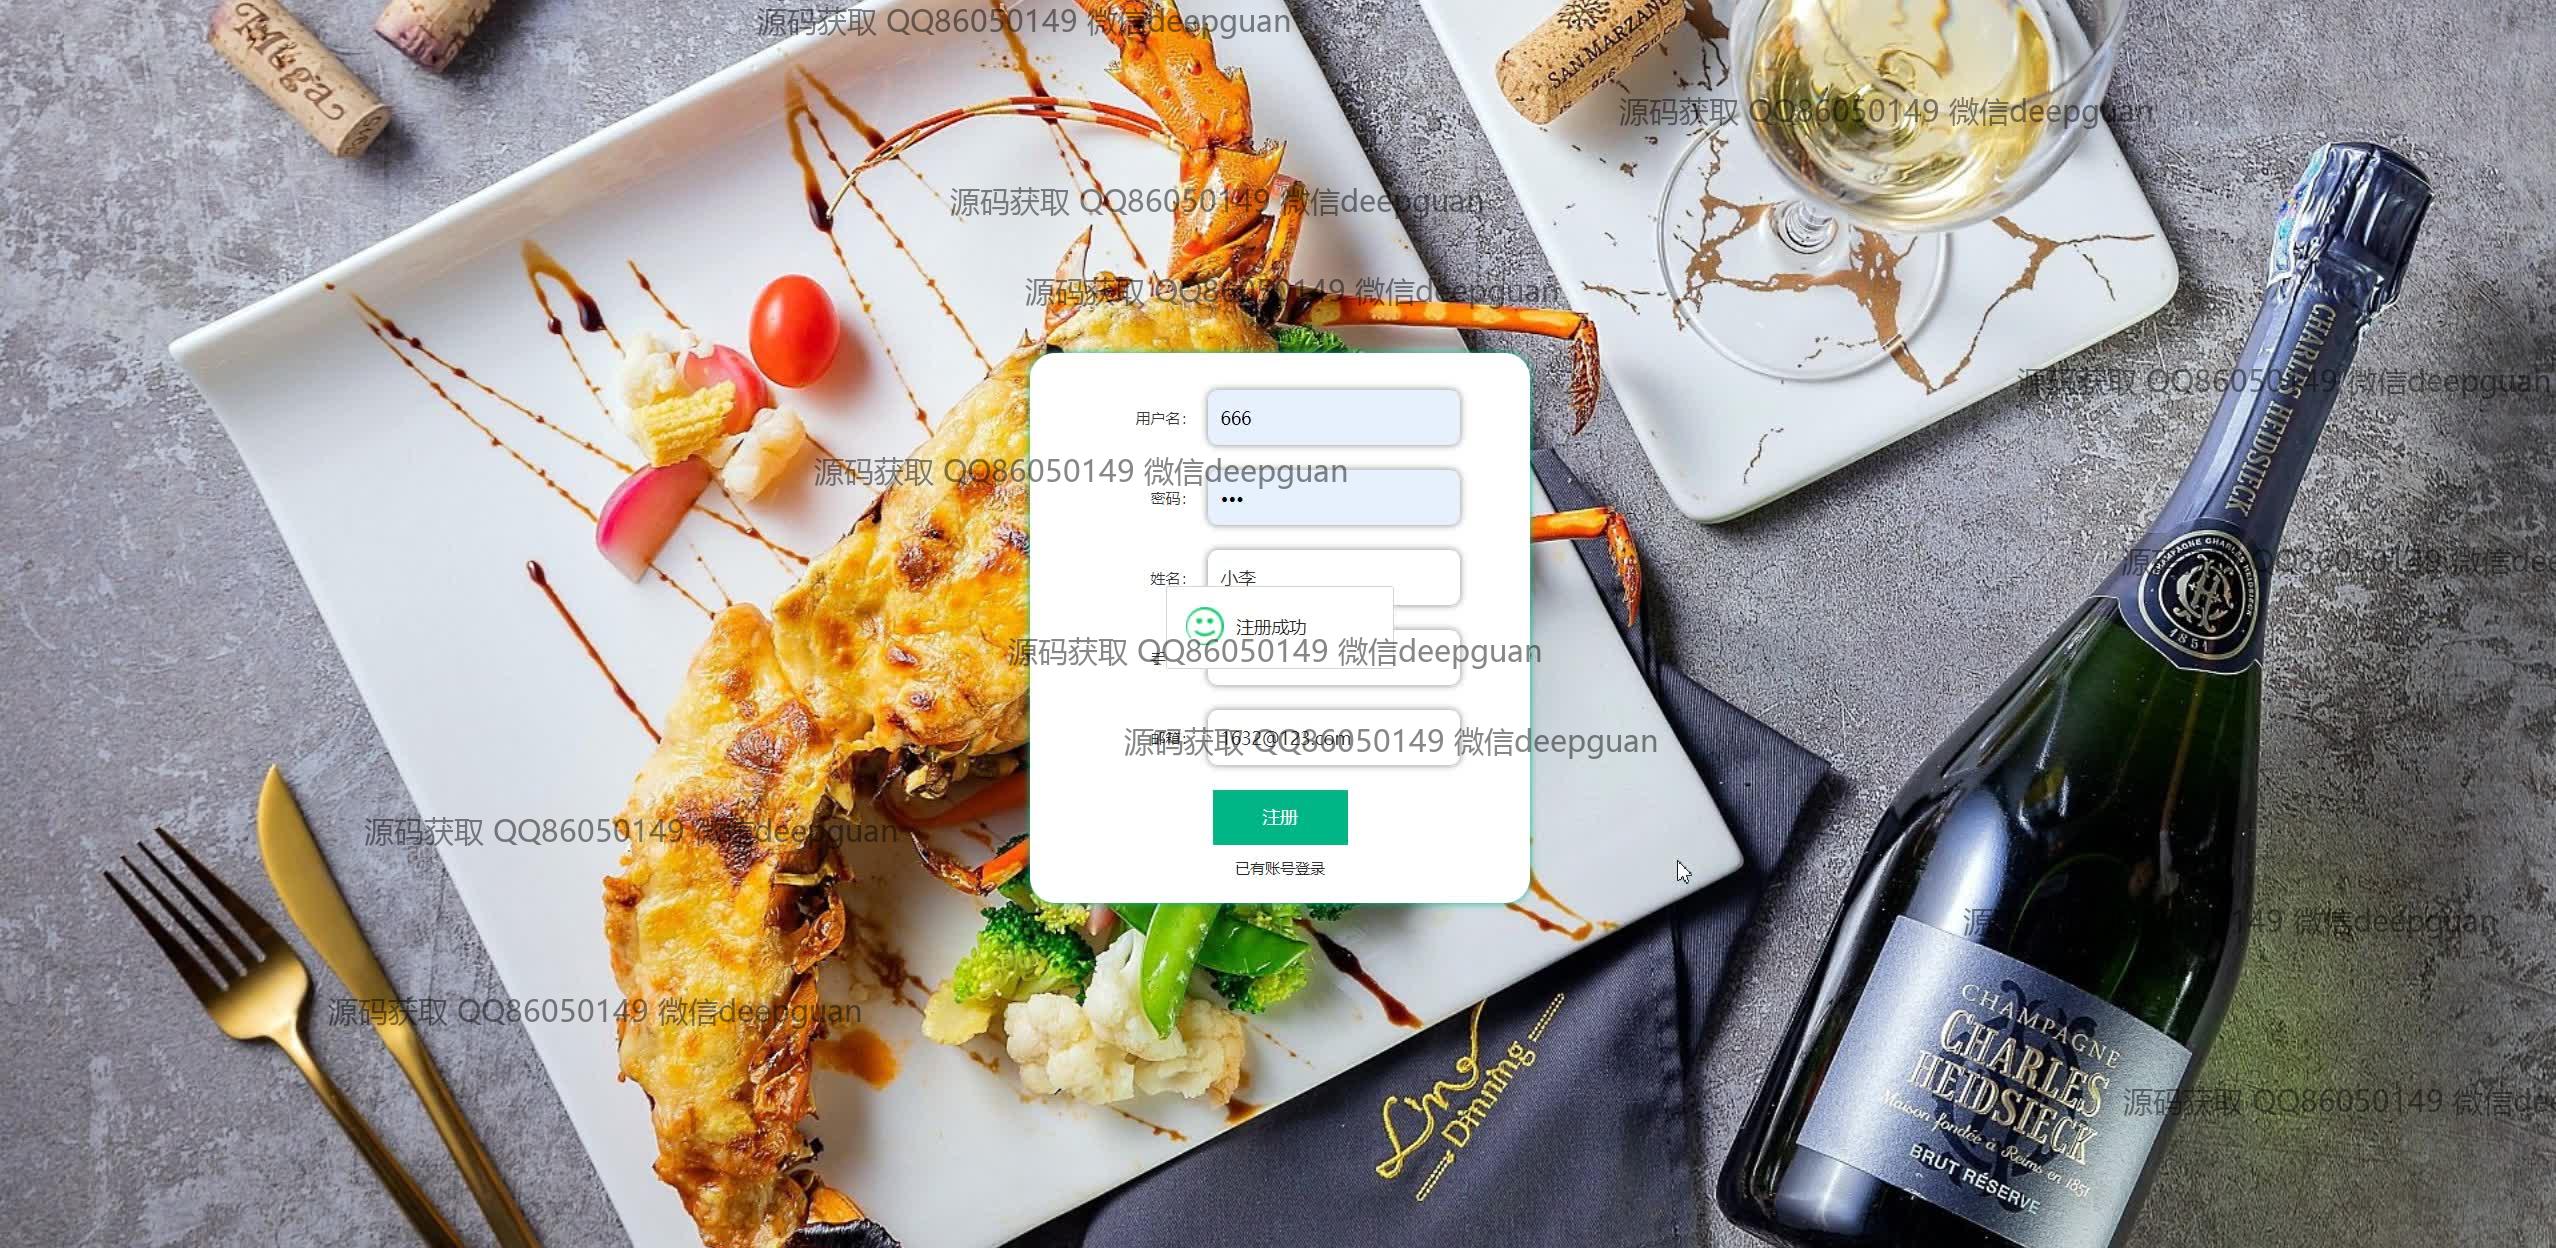 源码获取 QQ86050149 微信deepguan
Muga
SAN MARZANO
源码获取 QQ86050149 微信deepguan
源码获取 QQ86050149 微信deepguan
源码获取 QQ86050149 微信deepguan
源码获取 QQ86050149 微信deepguan
CHARLES HEIDSIECK
用户名：
666
源码获取 QQ86050149 微信deepguan
密码：
•••
CHAMPAGNE CHARLES HEIDSIECK
1851
源码获取 QQ86050149 微信dee
姓名：
小李
注册成功
源码获取 QQ86050149 微信deepguan
邮箱：
1632@123.com
源码获取 QQ86050149 微信deepguan
注册
源码获取 QQ86050149 微信deepguan
已有账号登录
源码获取 QQ86050149 微信deepguan
源码获取 QQ86050149 微信deepguan
CHAMPAGNE
CHARLES
HEIDSIECK
Maison fondée à Reims en 1851
BRUT RÉSERVE
Line
Dinning
源码获取 QQ86050149 微信dee